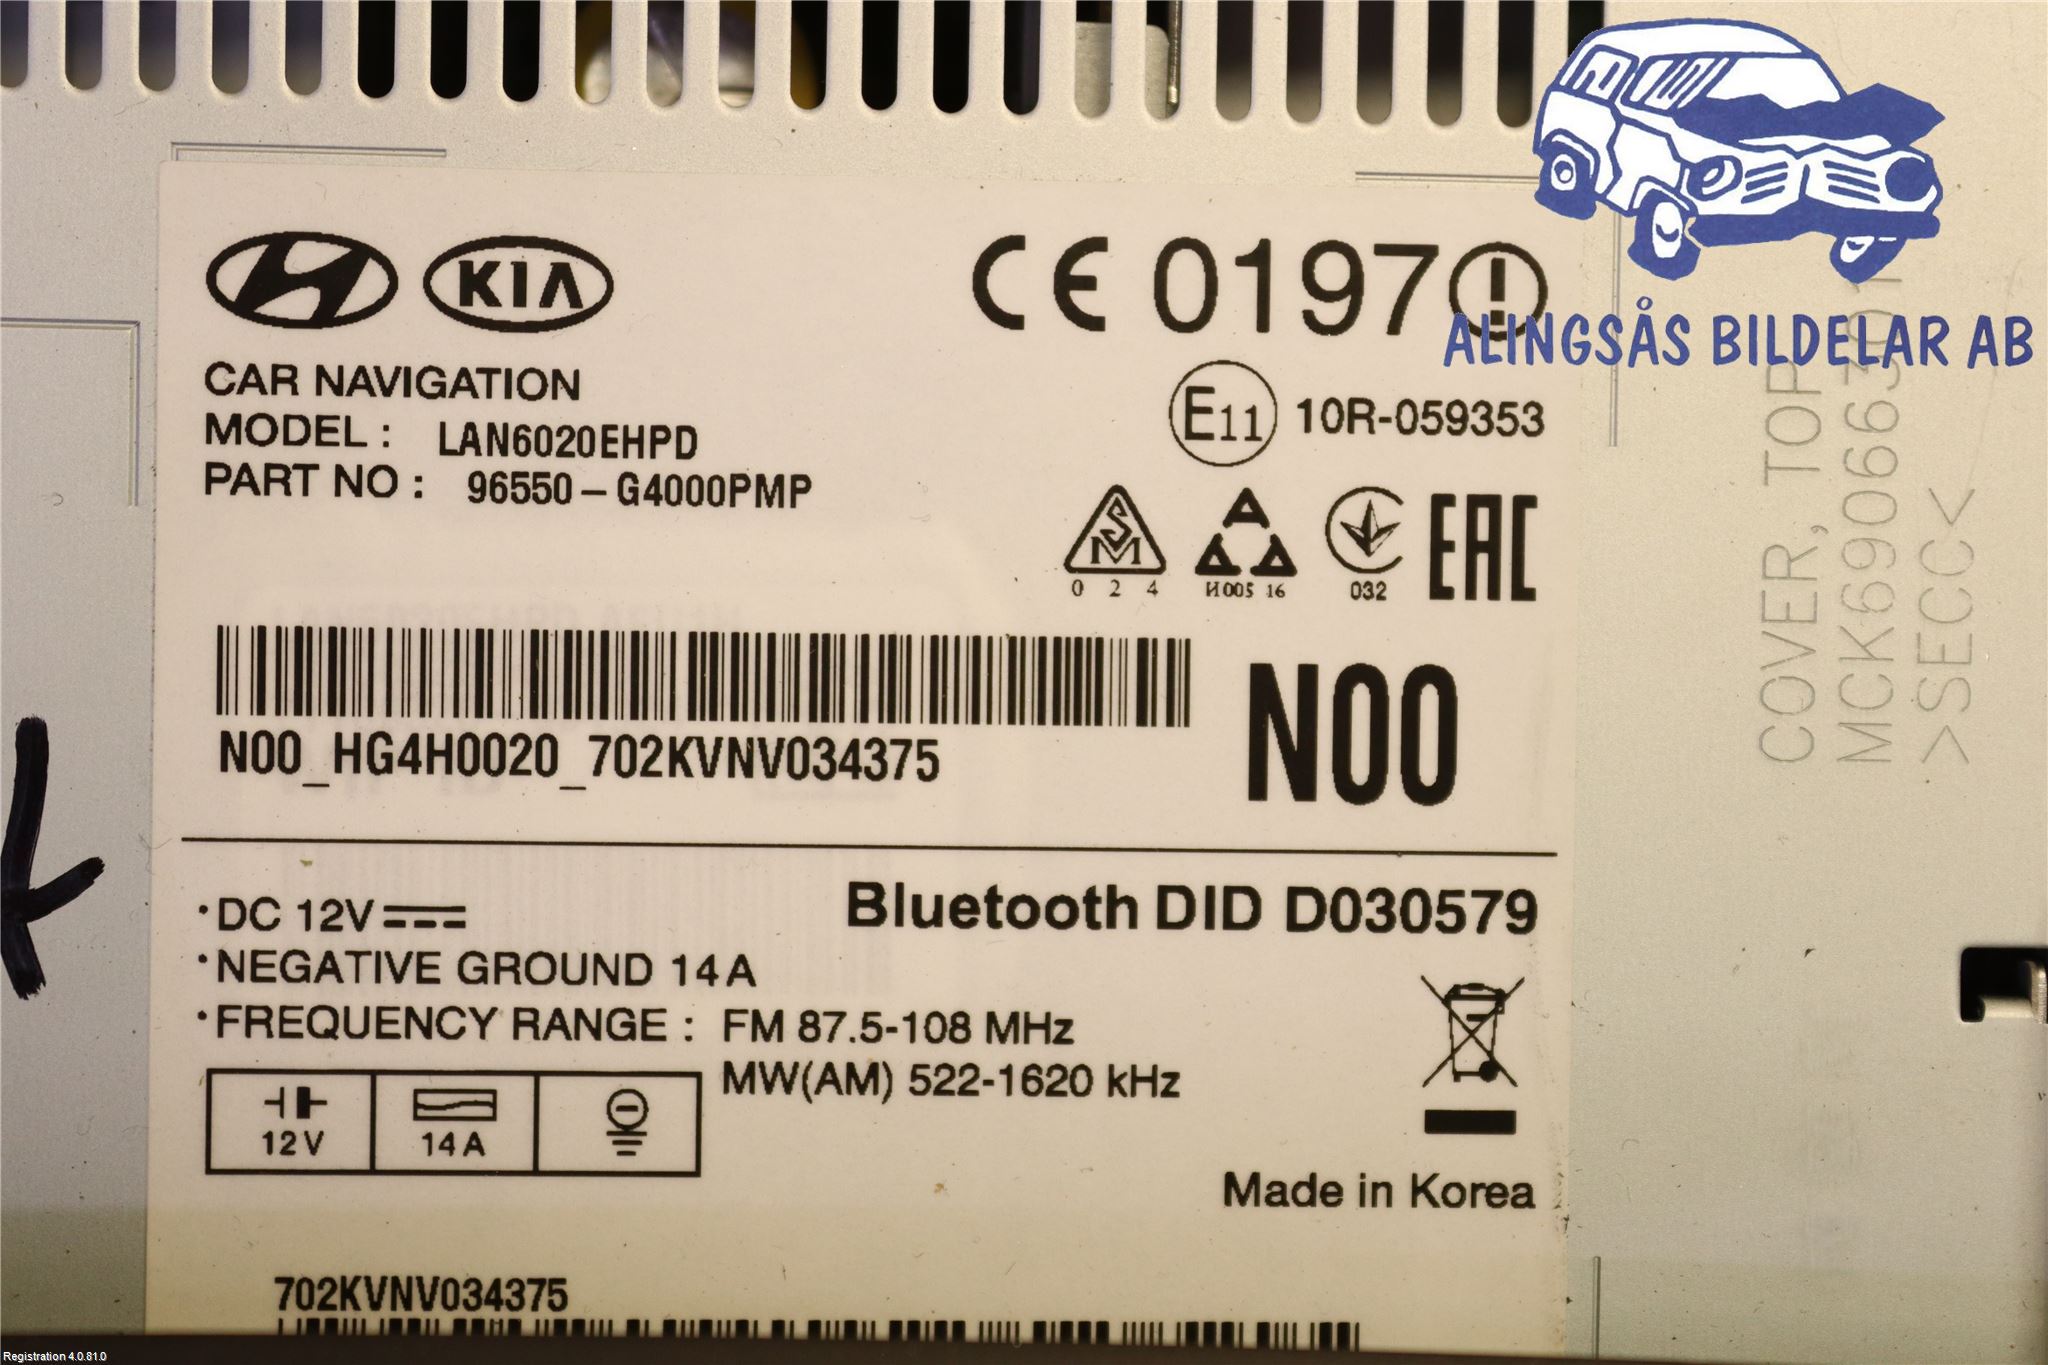 KIA
CE 0197
ALINGSÅS BILDELAR AB
CAR NAVIGATION
MODEL : LAN6020EHPD
PART NO : 96550-G4000PMP
E11 10R-059353
SM
0 2 4
И005 16
032
EAC
N00_HG4H0020_702KVNV034375
N00
·DC 12V
Bluetooth DID D030579
·NEGATIVE GROUND 14A
·FREQUENCY RANGE : FM 87.5-108 MHz
MW(AM) 522-1620 kHz
12V
14A
Made in Korea
702KVNV034375
COVER, TOP
>SECC<
Registration 4.0.81.0